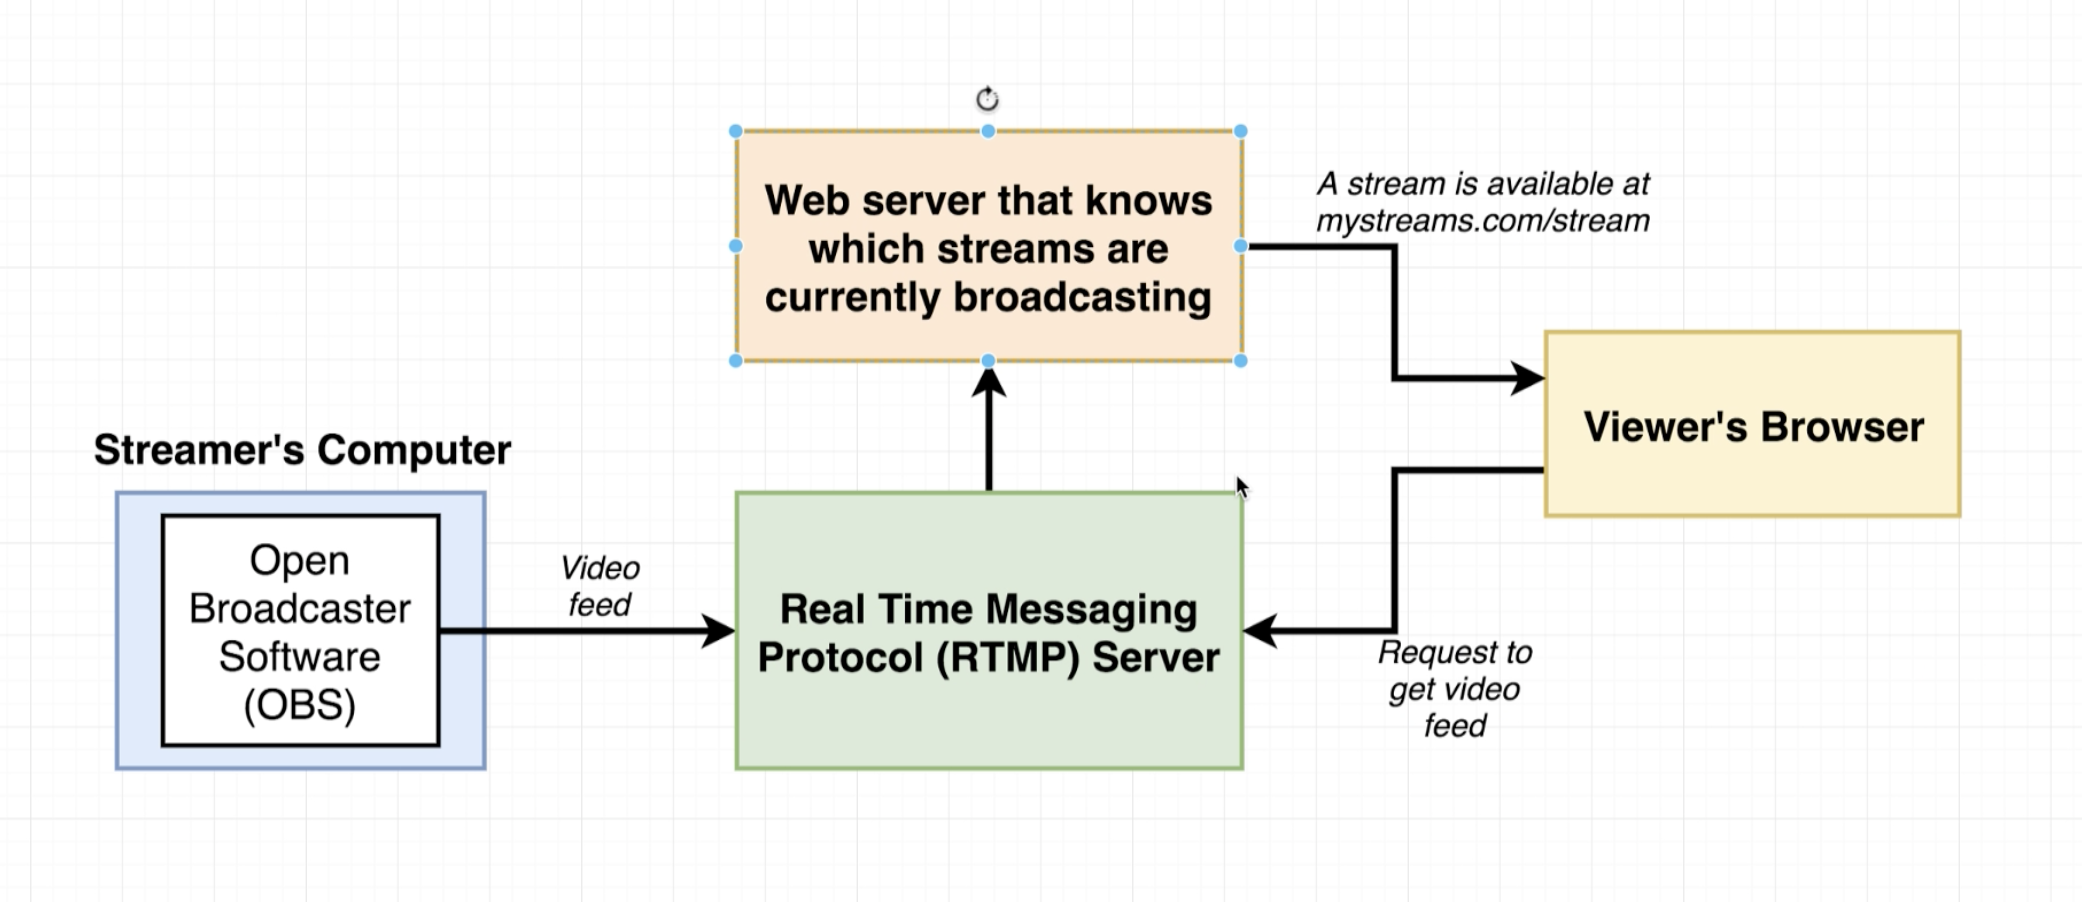 Web server that knows
which streams are
currently broadcasting
A stream is available at
mystreams.com/stream
Viewer's Browser
Streamer's Computer
Open
Broadcaster
Software
(OBS)
Video
feed
Real Time Messaging
Protocol (RTMP) Server
Request to
get video
feed